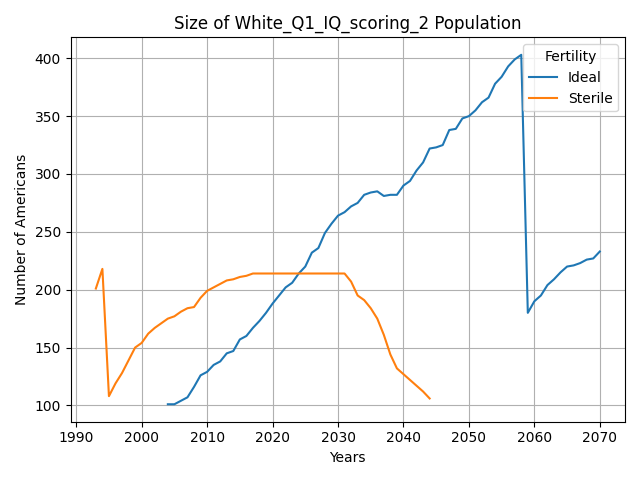 Size of White_Q1_IQ_scoring_2 Population
Fertility
Ideal
Sterile
Number of Americans
400
350
300
250
200
150
100
1990 2000 2010 2020 2030 2040 2050 2060 2070
Years